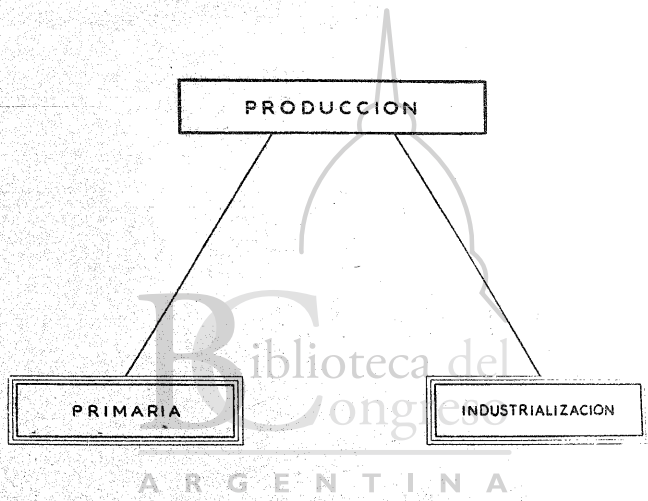 PRODUCCION
Biblioteca del
Congreso
PRIMARIA
INDUSTRIALIZACION
ARGENTINA